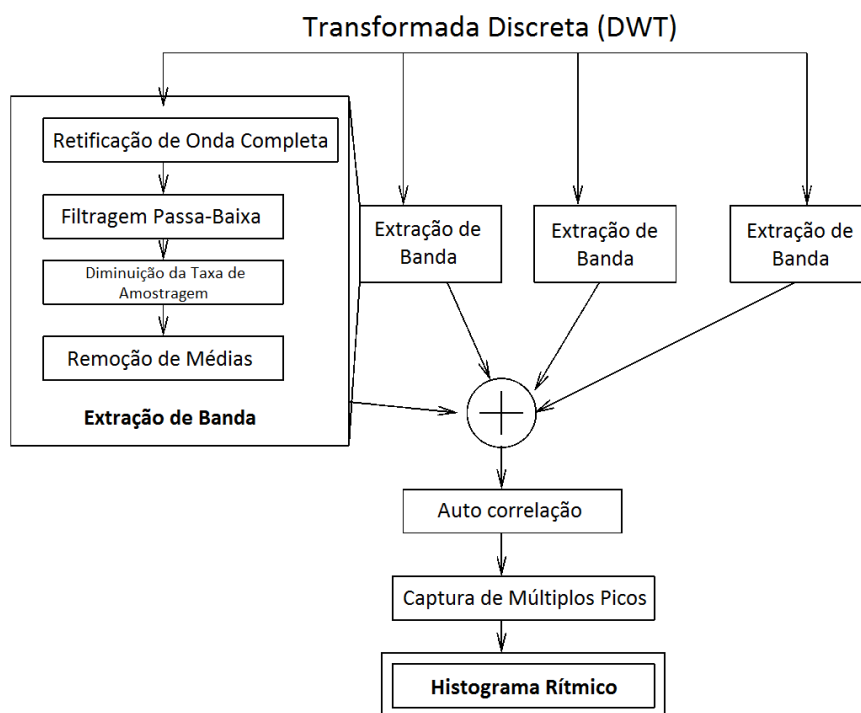 Transformada Discreta (DWT)
Retificação de Onda Completa
Filtragem Passa-Baixa
Diminuição da Taxa de
Amostragem
Remoção de Médias
Extração de Banda
Extração de
Banda
Extração de
Banda
Extração de
Banda
Auto correlação
Captura de Múltiplos Picos
Histograma Rítmico